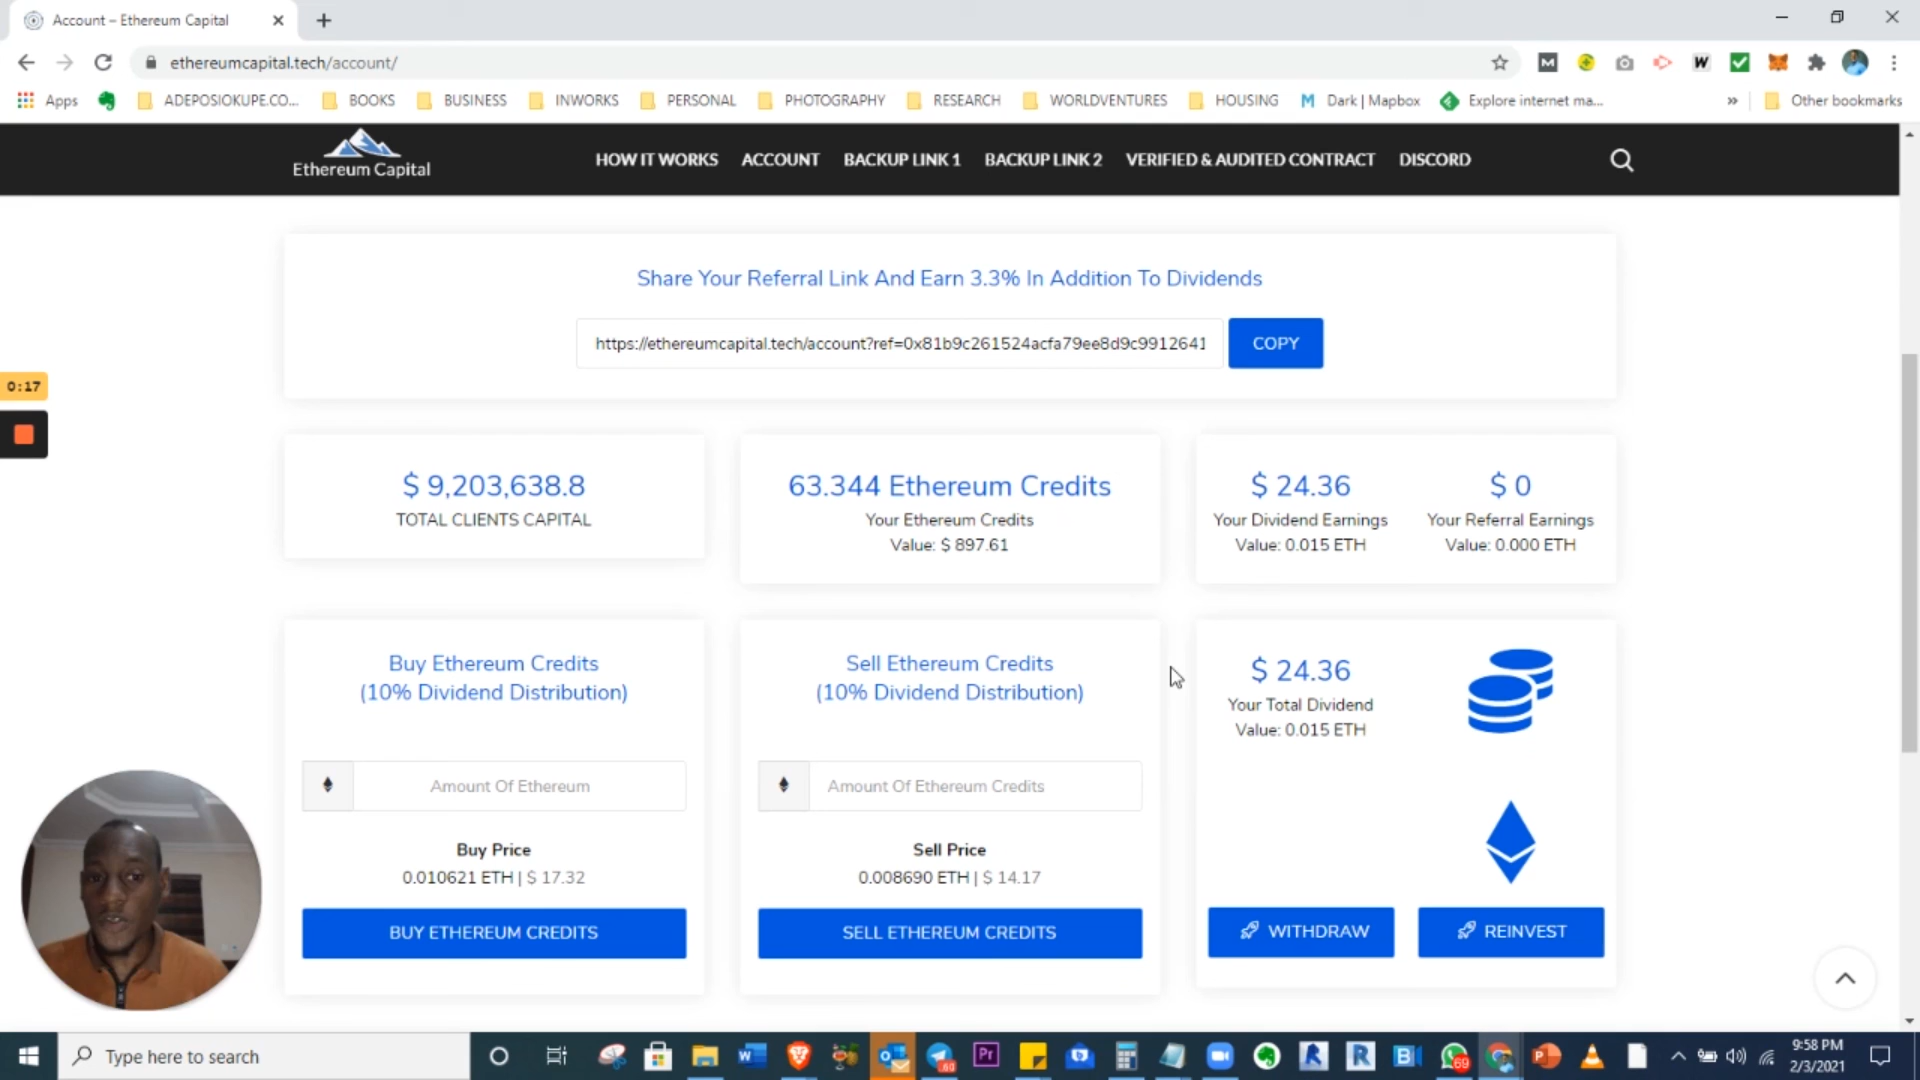 Account – Ethereum Capital
ethereumcapital.tech/account/
Apps
ADEPOSIOKUPE.CO...
BOOKS
BUSINESS
INWORKS
PERSONAL
PHOTOGRAPHY
RESEARCH
WORLDVENTURES
HOUSING
Dark | Mapbox
Explore internet ma...
»
Other bookmarks
Ethereum Capital
HOW IT WORKS
ACCOUNT
BACKUP LINK 1
BACKUP LINK 2
VERIFIED & AUDITED CONTRACT
DISCORD
Share Your Referral Link And Earn 3.3% In Addition To Dividends
https://ethereumcapital.tech/account?ref=0x81b9c261524acfa79ee8d9c9912641
COPY
0:17
$ 9,203,638.8
TOTAL CLIENTS CAPITAL
63.344 Ethereum Credits
Your Ethereum Credits
Value: $ 897.61
$ 24.36
Your Dividend Earnings
Value: 0.015 ETH
$ 0
Your Referral Earnings
Value: 0.000 ETH
Buy Ethereum Credits
(10% Dividend Distribution)
Amount Of Ethereum
Buy Price
0.010621 ETH | $ 17.32
BUY ETHEREUM CREDITS
Sell Ethereum Credits
(10% Dividend Distribution)
Amount Of Ethereum Credits
Sell Price
0.008690 ETH | $ 14.17
SELL ETHEREUM CREDITS
$ 24.36
Your Total Dividend
Value: 0.015 ETH
WITHDRAW
REINVEST
Type here to search
9:58 PM
2/3/2021